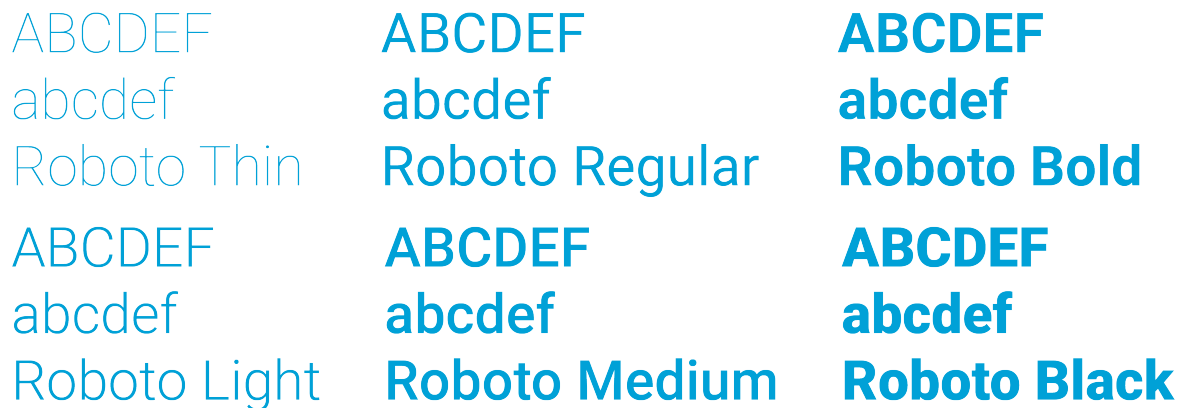 ABCDEF
abcdef
Roboto Thin
ABCDEF
abcdef
Roboto Regular
ABCDEF
abcdef
Roboto Bold
ABCDEF
abcdef
Roboto Light
ABCDEF
abcdef
Roboto Medium
ABCDEF
abcdef
Roboto Black